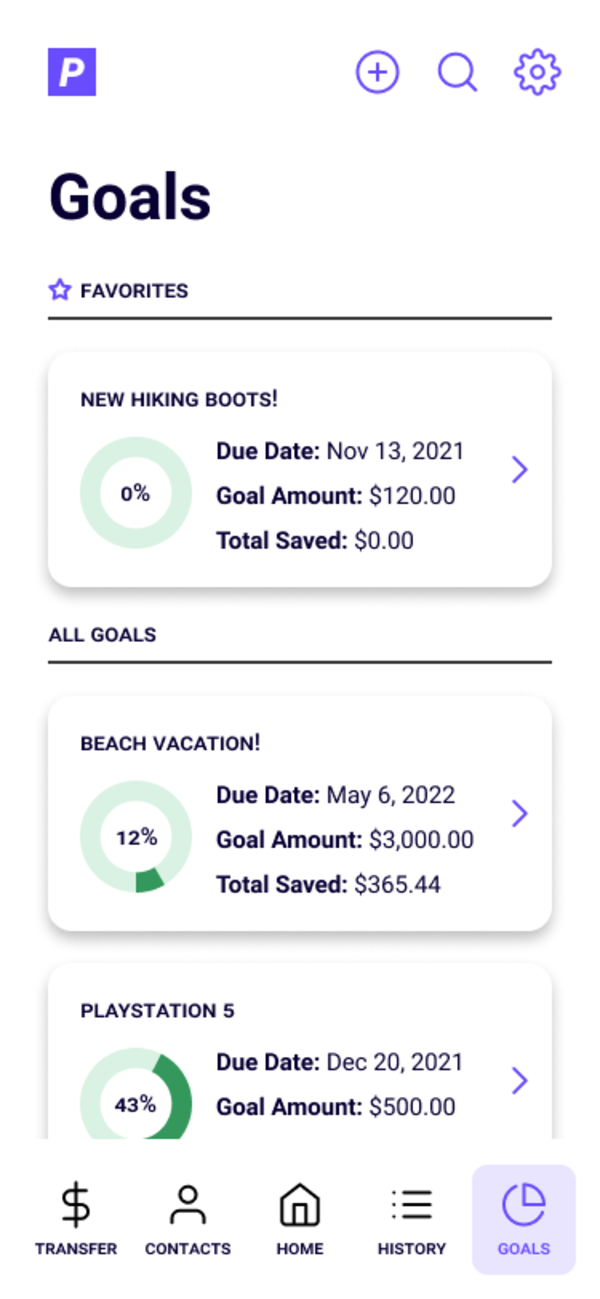 P
Goals
FAVORITES
NEW HIKING BOOTS!
0%
Due Date: Nov 13, 2021
Goal Amount: $120.00
Total Saved: $0.00
ALL GOALS
BEACH VACATION!
12%
Due Date: May 6, 2022
Goal Amount: $3,000.00
Total Saved: $365.44
PLAYSTATION 5
43%
Due Date: Dec 20, 2021
Goal Amount: $500.00
TRANSFER CONTACTS HOME HISTORY GOALS